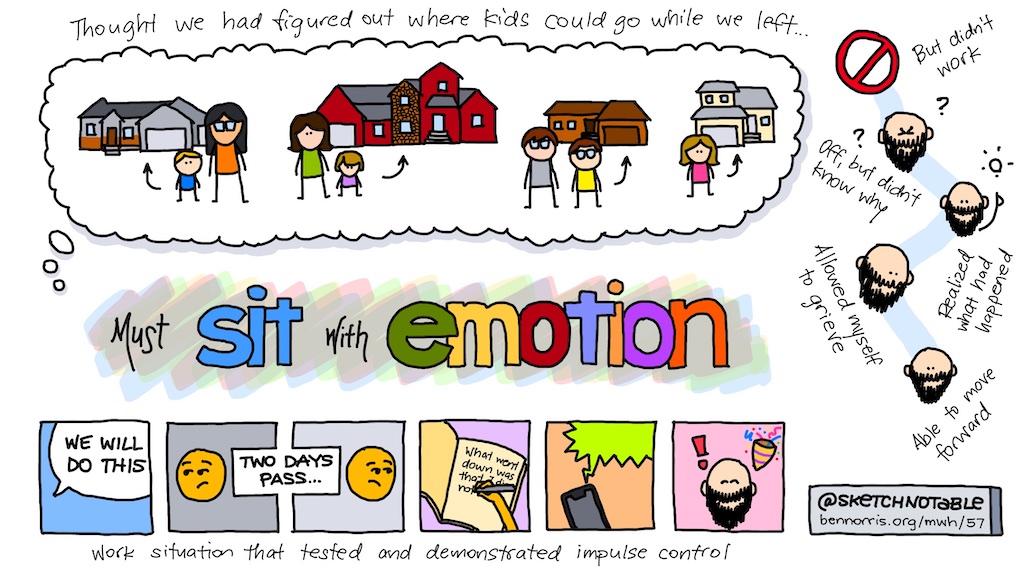 Thought we had figured out where kids could go while we left...
But didn't
work
?
?
Off, but didn't
know why
Realized
what had
happened
Allowed myself
to grieve
Able to move
forward
Must sit with emotion
WE WILL
DO THIS
TWO DAYS
PASS...
What went
down was
that I di
not
!
Work situation that tested and demonstrated impulse control
@SKETCHNOTABLE
bennorris.org/mwh/57